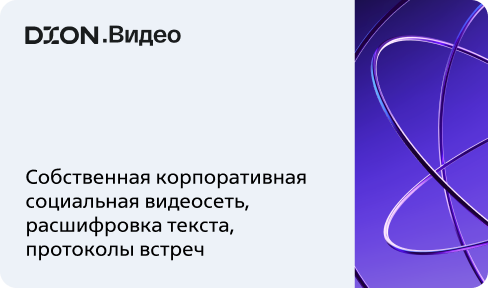 DION.Видео
Собственная корпоративная
социальная видеосеть,
расшифровка текста,
протоколы встреч